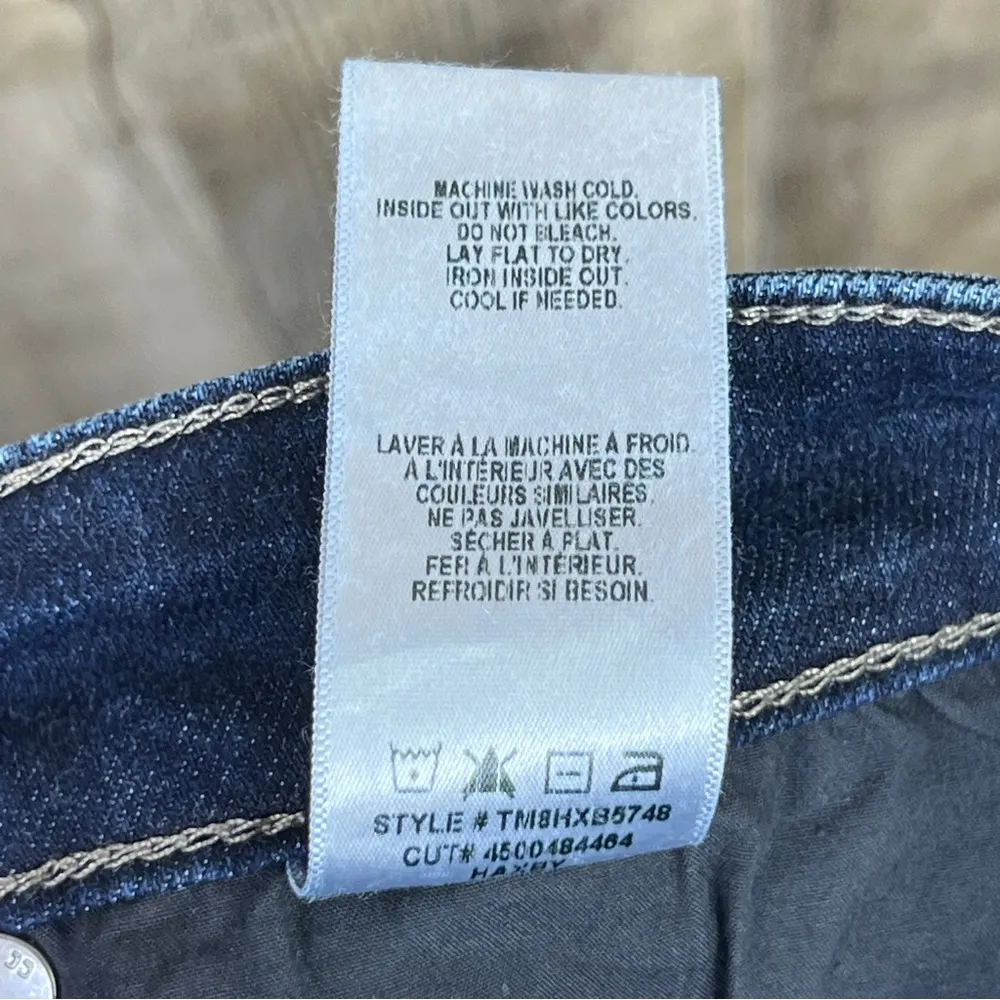 MACHINE WASH COLD.
INSIDE OUT WITH LIKE COLORS.
DO NOT BLEACH.
LAY FLAT TO DRY.
IRON INSIDE OUT.
COOL IF NEEDED.
LAVER À LA MACHINE À FROID
À L'INTÉRIEUR AVEC DES
COULEURS SIMILAIRES.
NE PAS JAVELLISER.
SÉCHER À PLAT.
FER À L'INTÉRIEUR.
REFROIDIR SI BESOIN.
STYLE # TM8HXB5748
CUT# 4500484464